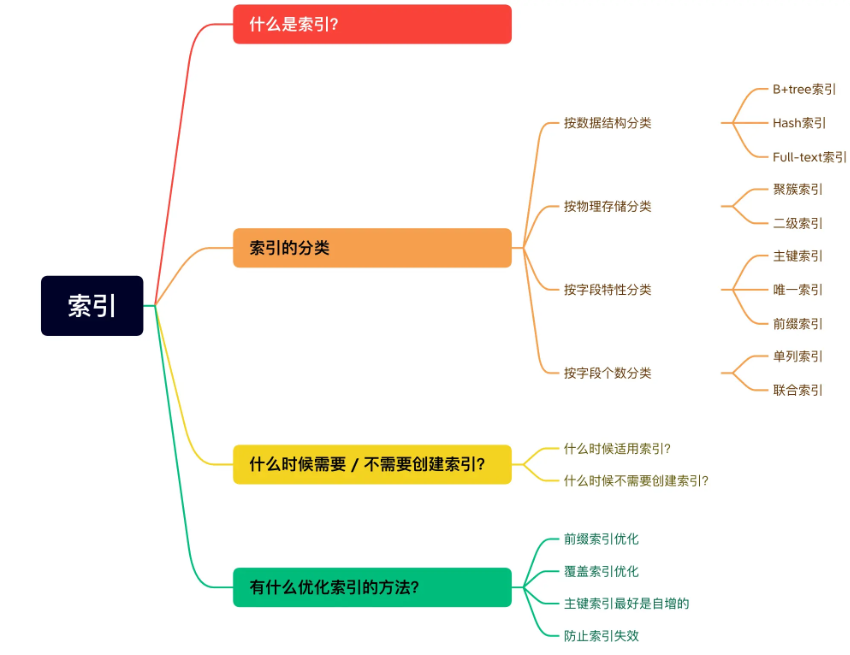 索引
什么是索引?
索引的分类
按数据结构分类
B+tree索引
Hash索引
Full-text索引
按物理存储分类
聚簇索引
二级索引
按字段特性分类
主键索引
唯一索引
前缀索引
按字段个数分类
单列索引
联合索引
什么时候需要 / 不需要创建索引?
什么时候适用索引?
什么时候不需要创建索引?
有什么优化索引的方法?
前缀索引优化
覆盖索引优化
主键索引最好是自增的
防止索引失效